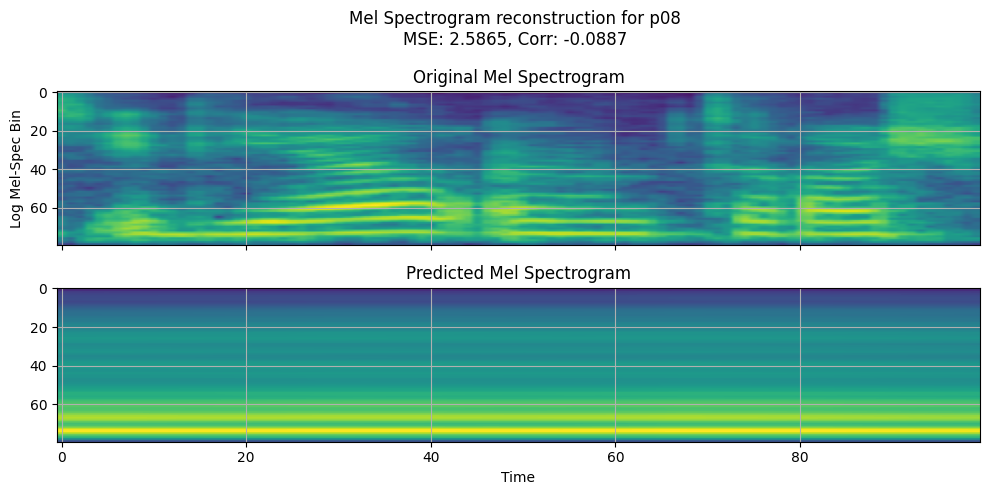 Mel Spectrogram reconstruction for p08
MSE: 2.5865, Corr: -0.0887
Original Mel Spectrogram
0
20
40
60
Log Mel-Spec Bin
Predicted Mel Spectrogram
0
20
40
60
0 20 40 60 80
Time